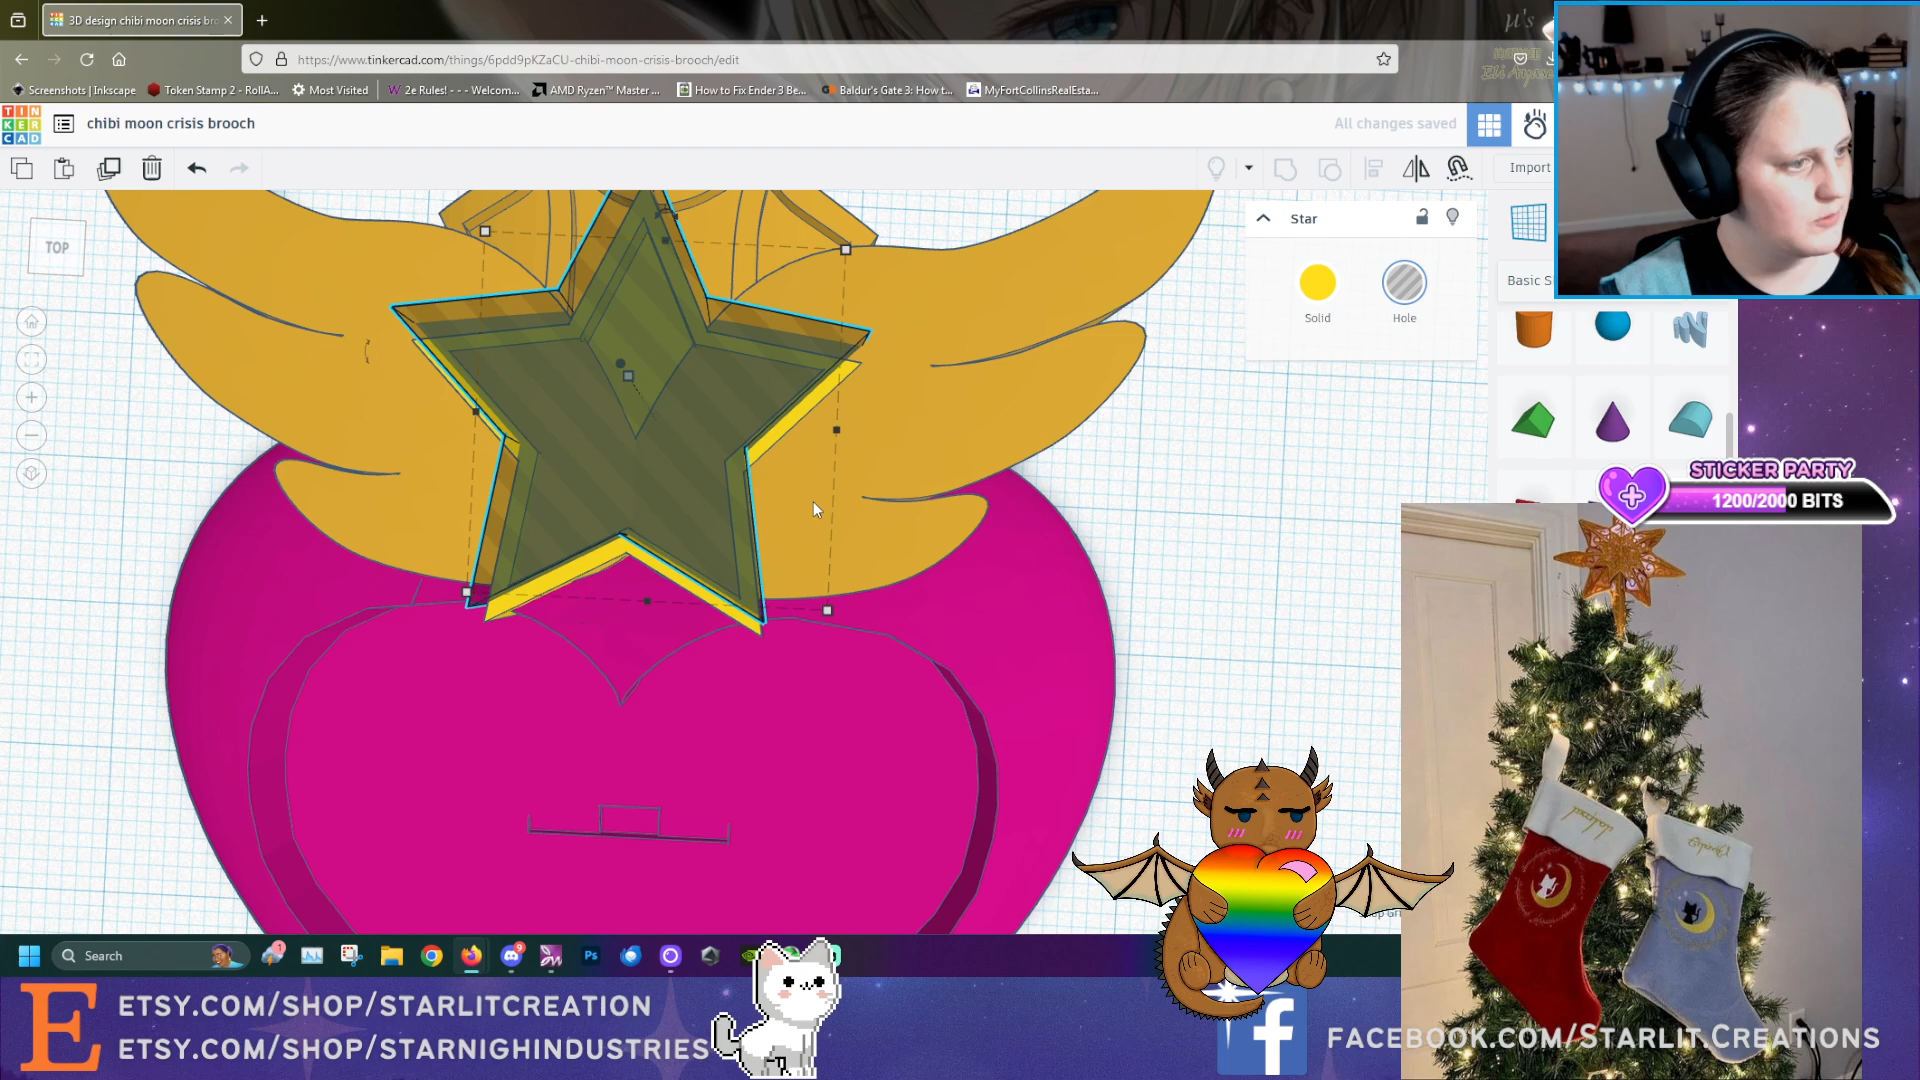 3D design chibi moon crisis bro
https://www.tinkercad.com/things/6pdd9pKZaCU-chibi-moon-crisis-brooch/edit
μ's
Screenshots | Inkscape
Token Stamp 2 - RollA...
Most Visited
2e Rules! - - - Welcom...
AMD Ryzen™ Master ...
How to Fix Ender 3 Be...
Baldur's Gate 3: How t...
MyFortCollinsRealEsta...
TIN
KER
CAD
chibi moon crisis brooch
All changes saved
Import
TOP
Star
Solid
Hole
Basic S
STICKER PARTY
1200/2000 BITS
Search
1
9
Ps
E
ETSY.COM/SHOP/STARLITCREATION
ETSY.COM/SHOP/STARNIGHINDUSTRIES
f
FACEBOOK.COM/STARLIT.CREATIONS